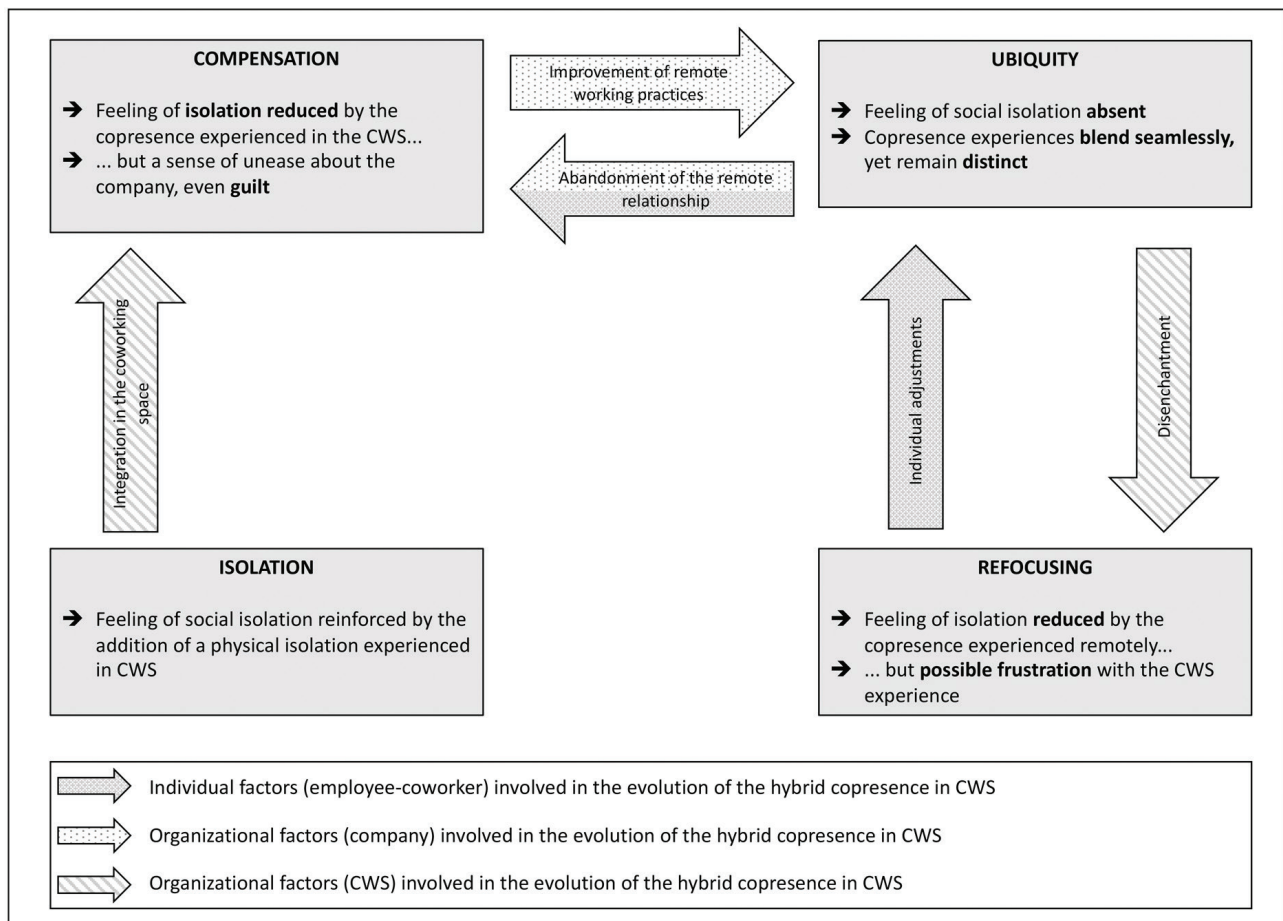 COMPENSATION
➔ Feeling of isolation reduced by the
copresence experienced in the CWS...
➔ ... but a sense of unease about the
company, even guilt
Improvement of remote
working practices
Abandonment of the remote
relationship
UBIQUITY
➔ Feeling of social isolation absent
➔ Copresence experiences blend seamlessly,
yet remain distinct
Integration in the coworking
space
Individual adjustments
Disenchantment
ISOLATION
➔ Feeling of social isolation reinforced by the
addition of a physical isolation experienced
in CWS
REFOCUSING
➔ Feeling of isolation reduced by the
copresence experienced remotely...
➔ ... but possible frustration with the CWS
experience
Individual factors (employee-coworker) involved in the evolution of the hybrid copresence in CWS
Organizational factors (company) involved in the evolution of the hybrid copresence in CWS
Organizational factors (CWS) involved in the evolution of the hybrid copresence in CWS